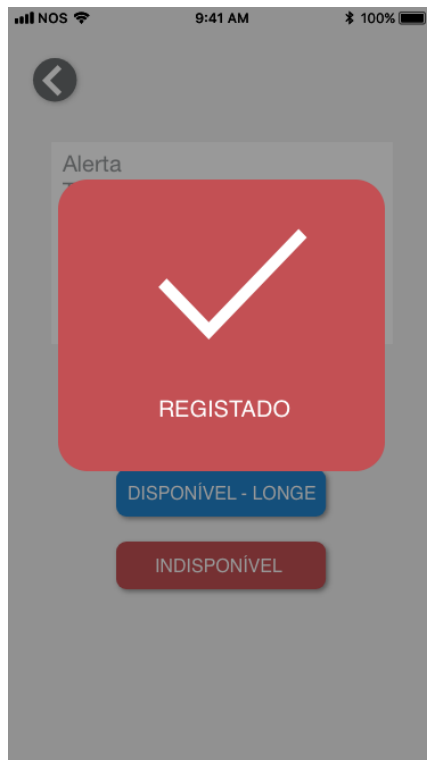 NOS 9:41 AM 100%
Alerta
REGISTADO
DISPONÍVEL - LONGE
INDISPONÍVEL